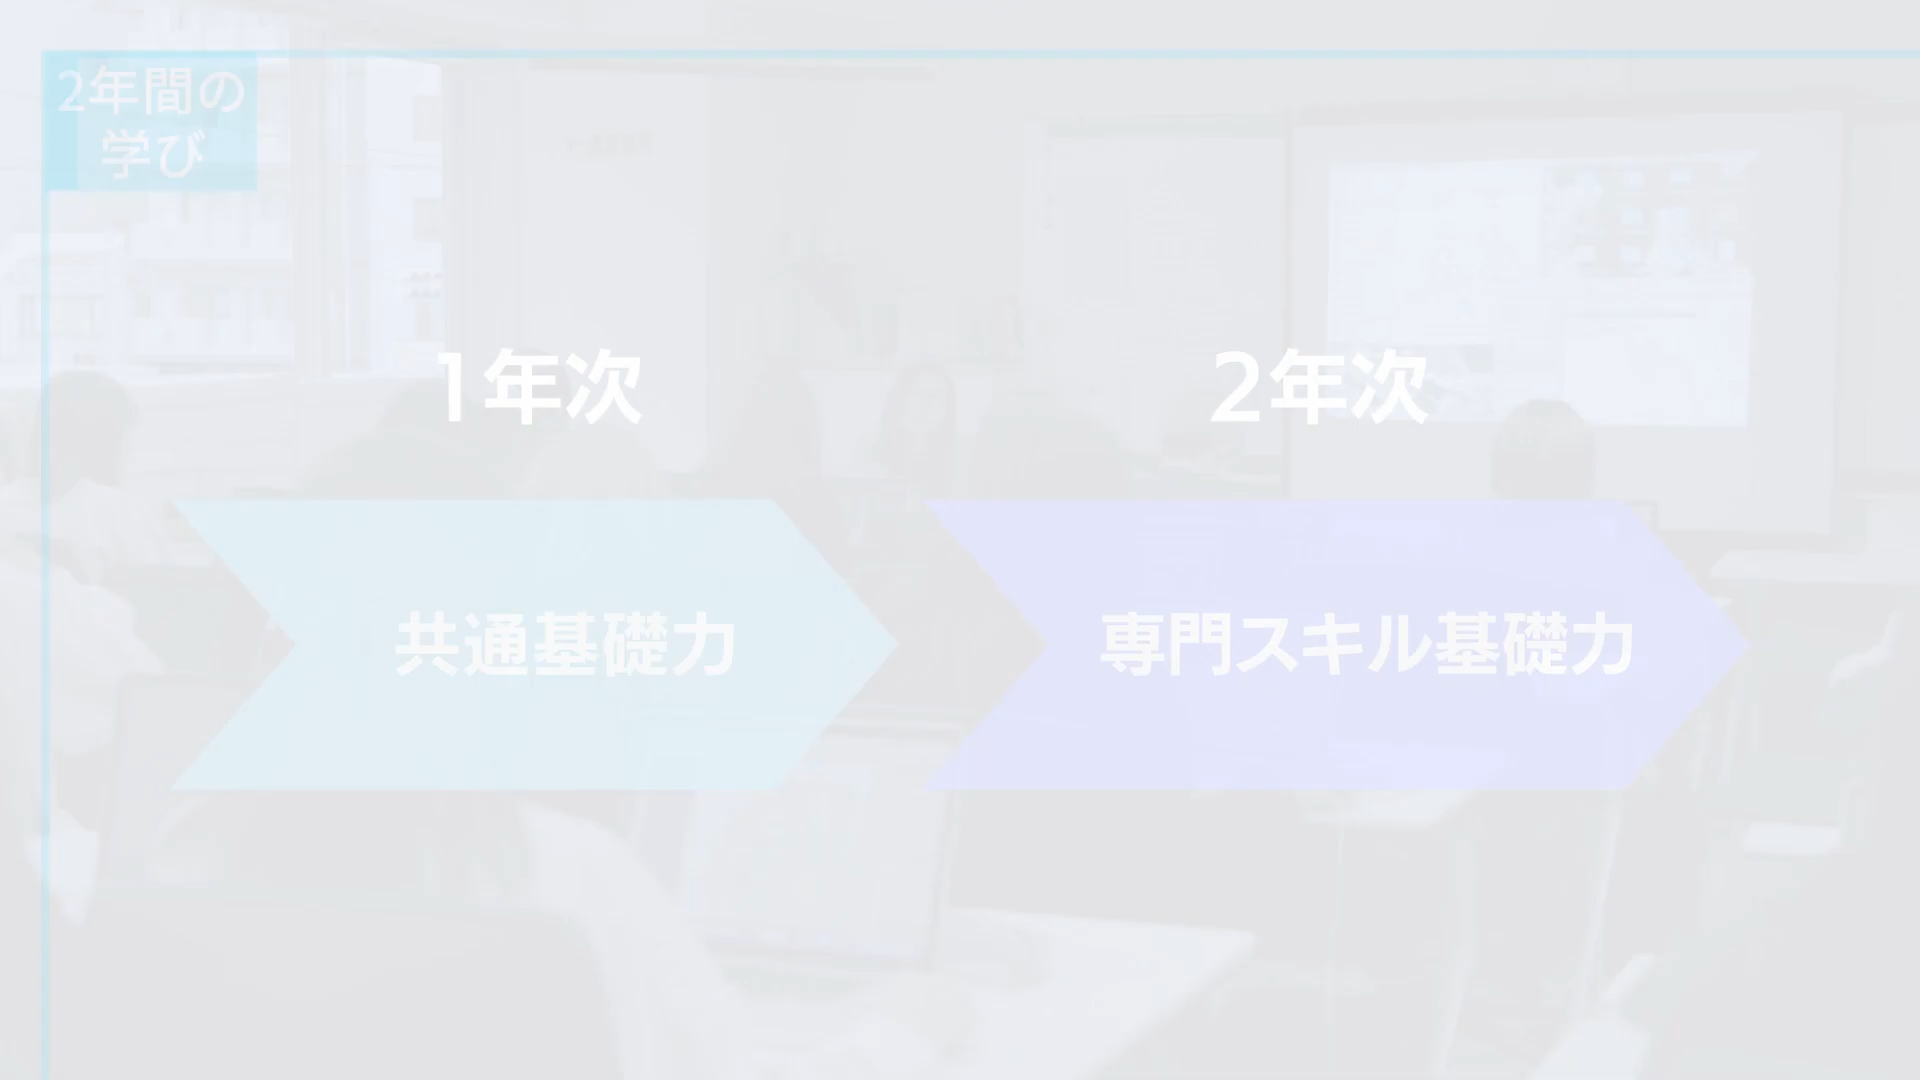 2年間の
学び
1年次
2年次
共通基礎力
専門スキル基礎力